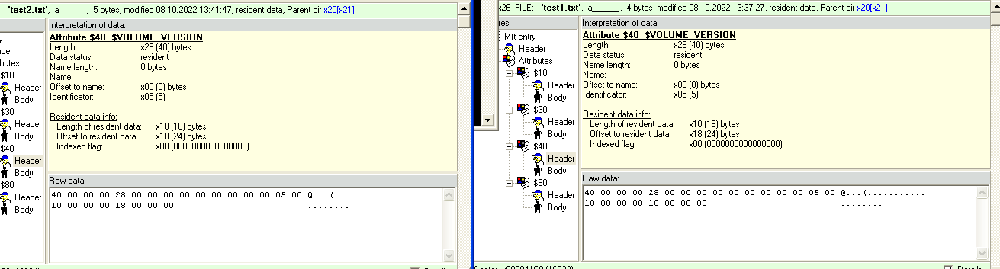 'test2.txt', a______, 5 bytes, modified 08.10.2022 13:41:47, resident data, Parent dir x20[x21]
Interpretation of data:
Attribute $40 $VOLUME_VERSION
Length: x28 (40) bytes
Data status: resident
Name length: 0 bytes
Name:
Offset to name: x00 (0) bytes
Identificator: x05 (5)
Resident data info:
Length of resident data: x10 (16) bytes
Offset to resident data: x18 (24) bytes
Indexed flag: x00 (0000000000000000)
eader
butes
$10
Header
Body
$30
Header
Body
$40
Header
Body
$80
Header
Body
Raw data:
40 00 00 00 28 00 00 00 00 00 00 00 00 00 05 00 @...(...........
10 00 00 00 18 00 00 00 ........
x26 FILE: 'test1.txt', a______, 4 bytes, modified 08.10.2022 13:37:27, resident data, Parent dir x20[x21]
res:
Mft entry
Header
Attributes
$10
Header
Body
$30
Header
Body
$40
Header
Body
$80
Header
Body
Interpretation of data:
Attribute $40 $VOLUME_VERSION
Length: x28 (40) bytes
Data status: resident
Name length: 0 bytes
Name:
Offset to name: x00 (0) bytes
Identificator: x05 (5)
Resident data info:
Length of resident data: x10 (16) bytes
Offset to resident data: x18 (24) bytes
Indexed flag: x00 (0000000000000000)
Raw data:
40 00 00 00 28 00 00 00 00 00 00 00 00 00 05 00 @...(...........
10 00 00 00 18 00 00 00 ........